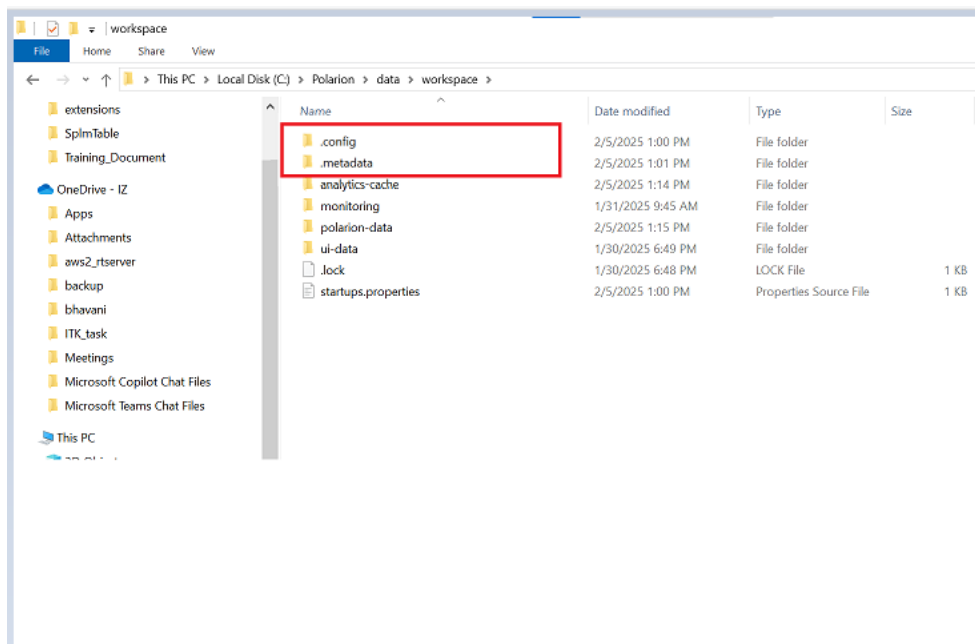 workspace
File Home Share View
This PC > Local Disk (C:) > Polarion > data > workspace >
extensions
SplmTable
Training_Document
OneDrive - IZ
Apps
Attachments
aws2_rtserver
backup
bhavani
ITK_task
Meetings
Microsoft Copilot Chat Files
Microsoft Teams Chat Files
This PC
Name Date modified Type Size
.config 2/5/2025 1:00 PM File folder
.metadata 2/5/2025 1:01 PM File folder
analytics-cache 2/5/2025 1:14 PM File folder
monitoring 1/31/2025 9:45 AM File folder
polarion-data 2/5/2025 1:15 PM File folder
ui-data 1/30/2025 6:49 PM File folder
.lock 1/30/2025 6:48 PM LOCK File 1 KB
startups.properties 2/5/2025 1:00 PM Properties Source File 1 KB